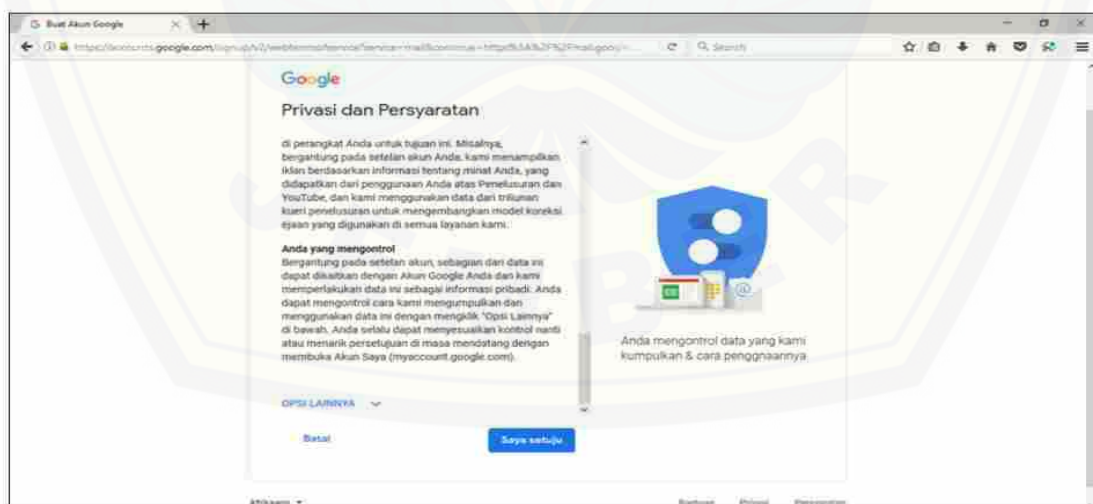 Buat Akun Google
Search
Google
Privasi dan Persyaratan
di perangkat Anda untuk tujuan ini. Misalnya,
bergantung pada setelan akun Anda, kami menampilkan
iklan berdasarkan informasi tentang minat Anda, yang
didapatkan dari penggunaan Anda atas Penelusuran dan
YouTube, dan kami menggunakan data dari triliunan
kueri penelusuran untuk mengembangkan model koreksi
ejaan yang digunakan di semua layanan kami.
Anda yang mengontrol
Bergantung pada setelan akun, sebagian dari data ini
dapat dikaitkan dengan Akun Google Anda dan kami
memperlakukan data ini sebagai informasi pribadi. Anda
dapat mengontrol cara kami mengumpulkan dan
menggunakan data ini dengan mengklik "Opsi Lainnya"
di bawah. Anda selalu dapat menyesuaikan kontrol nanti
atau menarik persetujuan di masa mendatang dengan
membuka Akun Saya (myaccount.google.com).
OPSI LAINNYA
Batal
Saya setuju
Anda mengontrol data yang kami
kumpulkan & cara penggnaannya
Afrikaans
Bantuan Privasi Persyaratan